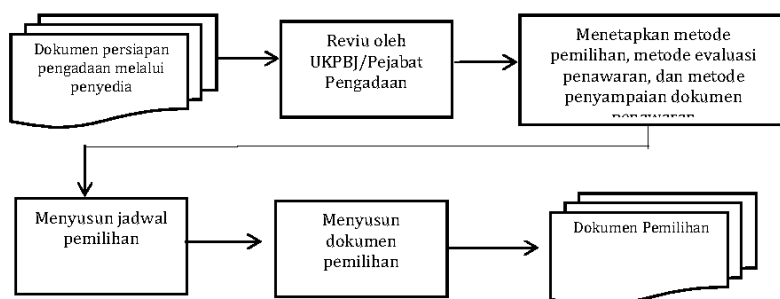 Dokumen persiapan
pengadaan melalui
penyedia
Reviu oleh
UKPBJ/Pejabat
Pengadaan
Menetapkan metode
pemilihan, metode evaluasi
penawaran, dan metode
penyampaian dokumen
Menyusun jadwal
pemilihan
Menyusun
dokumen
pemilihan
Dokumen Pemilihan